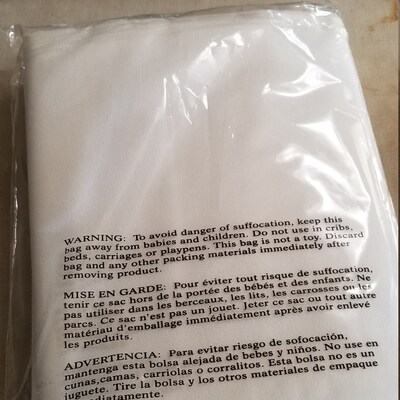 WARNING: To avoid danger of suffocation, keep this
bag away from babies and children. Do not use in cribs,
beds, carriages or playpens. This bag is not a toy. Discard
bag and any other packing materials immediately after
removing product.
MISE EN GARDE: Pour éviter tout risque de suffocation,
tenir ce sac hors de la portée des bébés et des enfants. Ne
pas utiliser dans les berceaux, les lits, les carrosses ou les
parcs. Ce sac n'est pas un jouet. Jeter ce sac ou tout autre
matériau d'emballage immédiatement après avoir enlevé
les produits.
ADVERTENCIA: Para evitar riesgo de sofocación,
mantenga esta bolsa alejada de bebes y niños. No use en
cunas,camas, carriolas o corralitos. Esta bolsa no es un
juguete. Tire la bolsa y los otros materiales de empaque
inmediatamente.